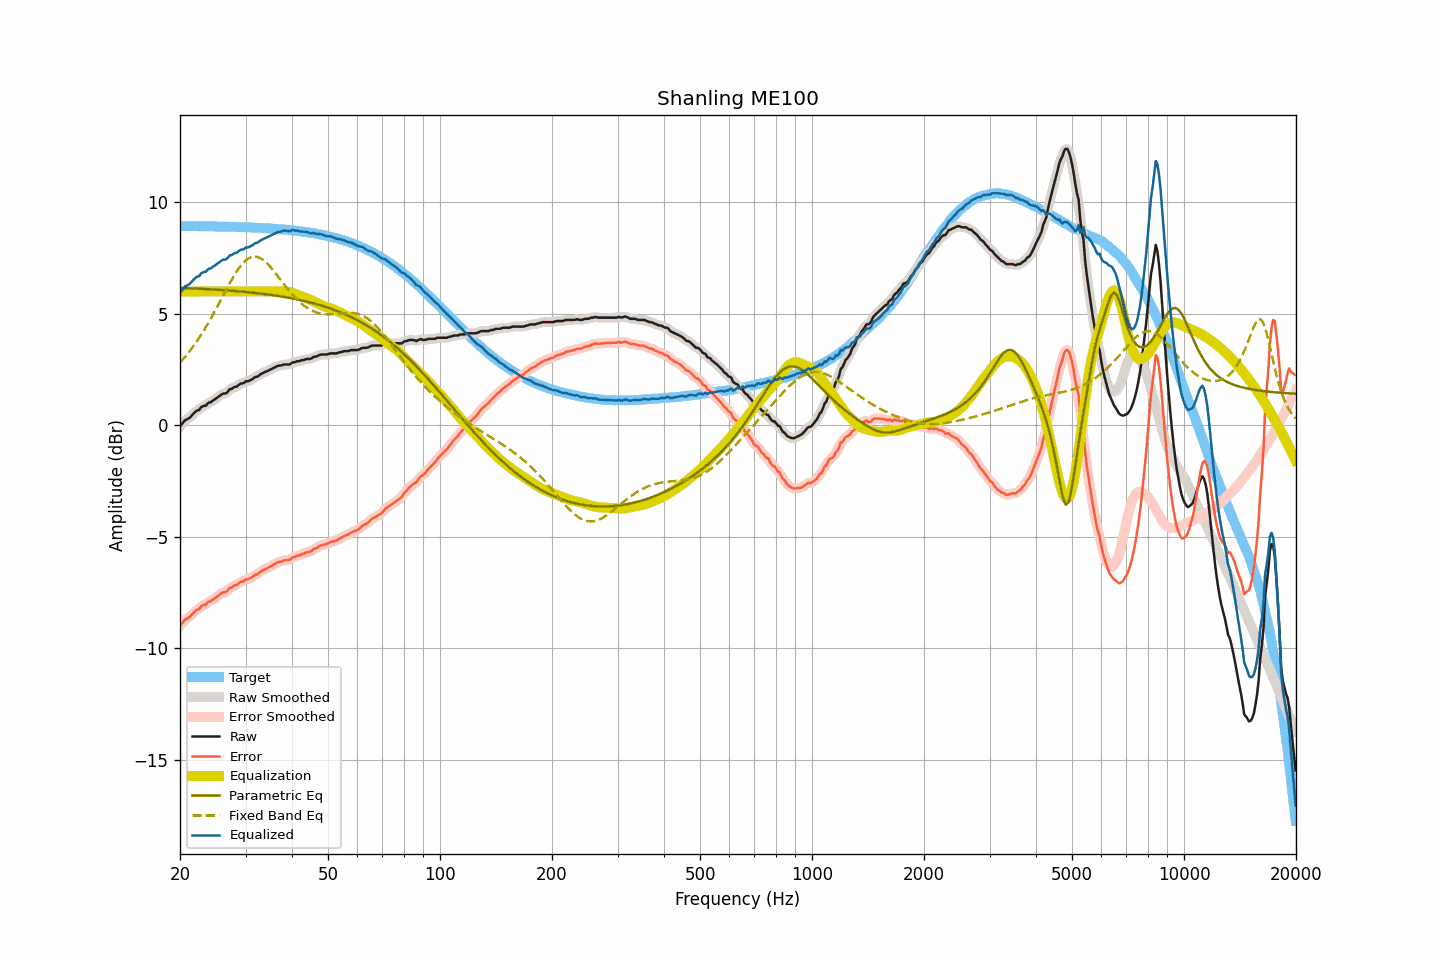 Shanling ME100
Amplitude (dBr)
10
5
0
−5
−10
−15
Target
Raw Smoothed
Error Smoothed
Raw
Error
Equalization
Parametric Eq
Fixed Band Eq
Equalized
20 50 100 200 500 1000 2000 5000 10000 20000
Frequency (Hz)